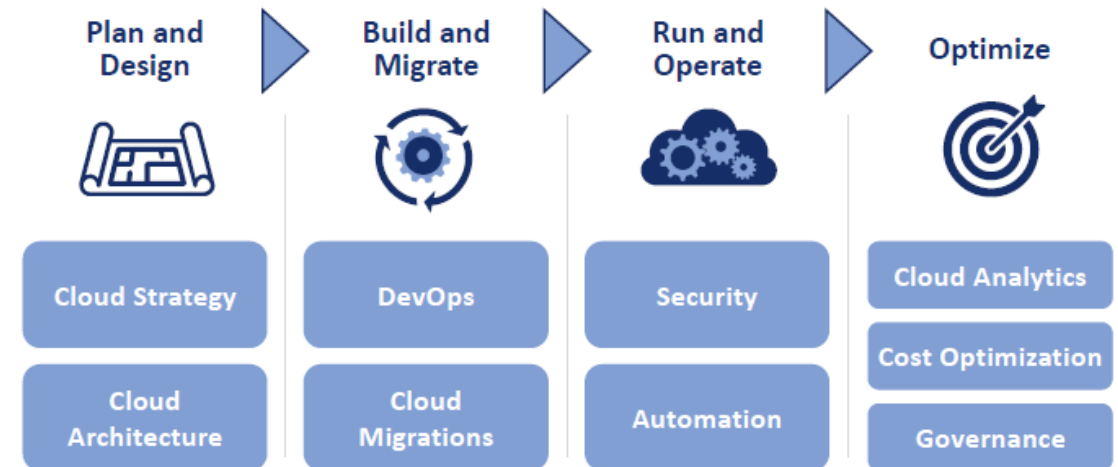 Plan and
Design
Build and
Migrate
Run and
Operate
Optimize
Cloud Strategy
DevOps
Security
Cloud Analytics
Cost Optimization
Cloud
Architecture
Cloud
Migrations
Automation
Governance